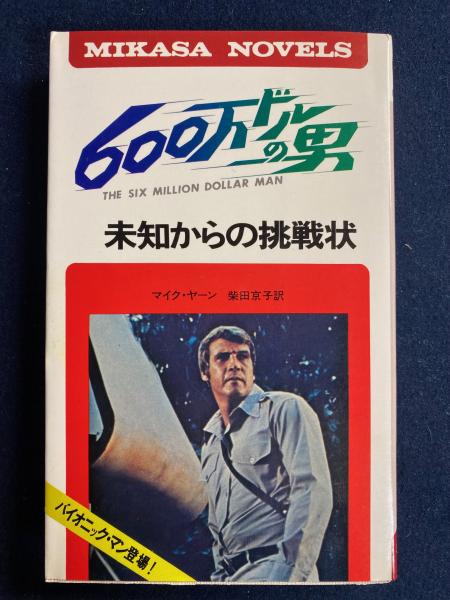 MIKASA NOVELS
600万ドルの男
THE SIX MILLION DOLLAR MAN
未知からの挑戦状
マイク・ヤーン 柴田京子訳
バイオニック・マン登場!